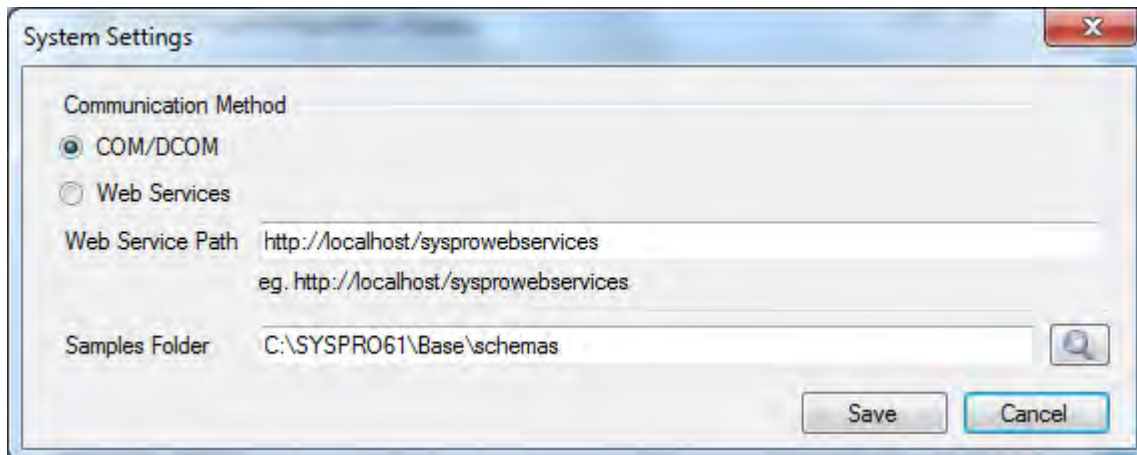 System Settings
Communication Method
COM/DCOM
Web Services
Web Service Path http://localhost/sysprowebservices
eg. http://localhost/sysprowebservices
Samples Folder C:\SYSPRO61\Base\schemas
Save Cancel